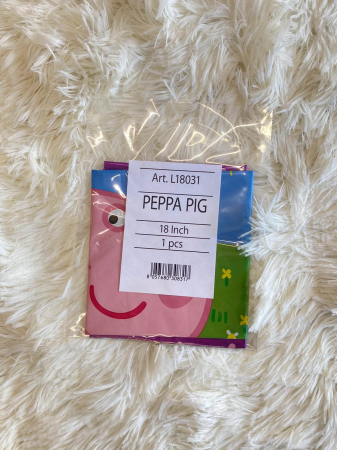 Art. L18031
PEPPA PIG
18 Inch
1 pcs